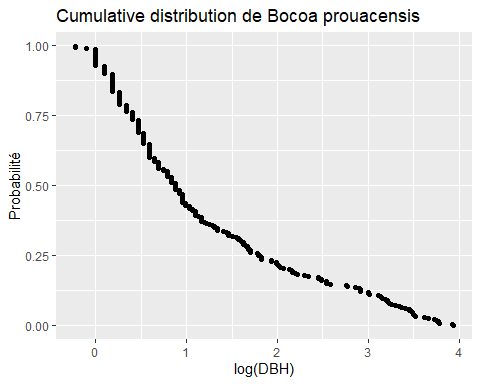 Cumulative distribution de Bocoa prouacensis
Probabilité
1.00
0.75
0.50
0.25
0.00
0 1 2 3 4
log(DBH)